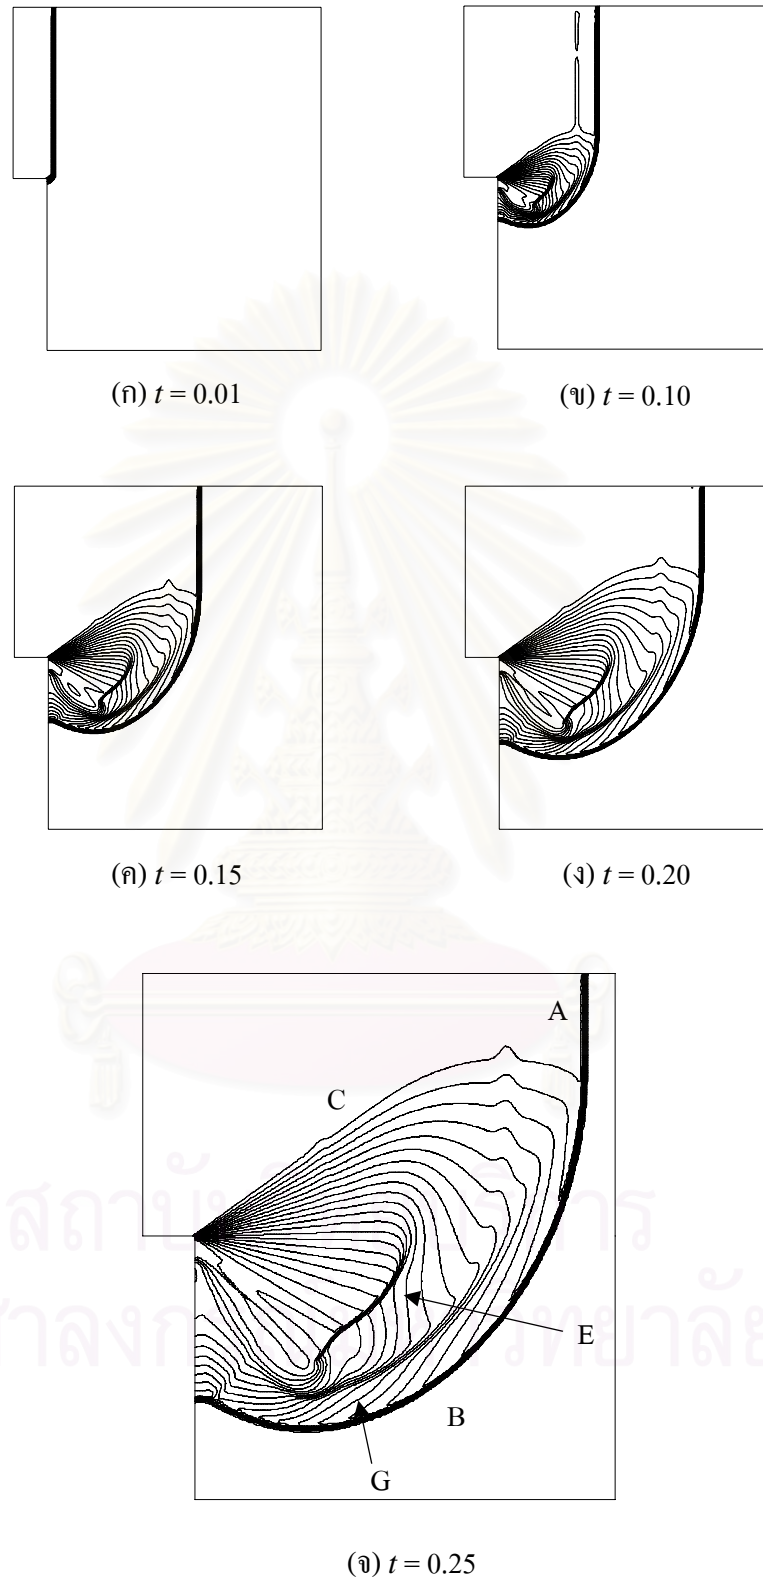 (ก) t = 0.01
(ข) t = 0.10
(ค) t = 0.15
(ง) t = 0.20
A
C
E
B
G
(จ) t = 0.25